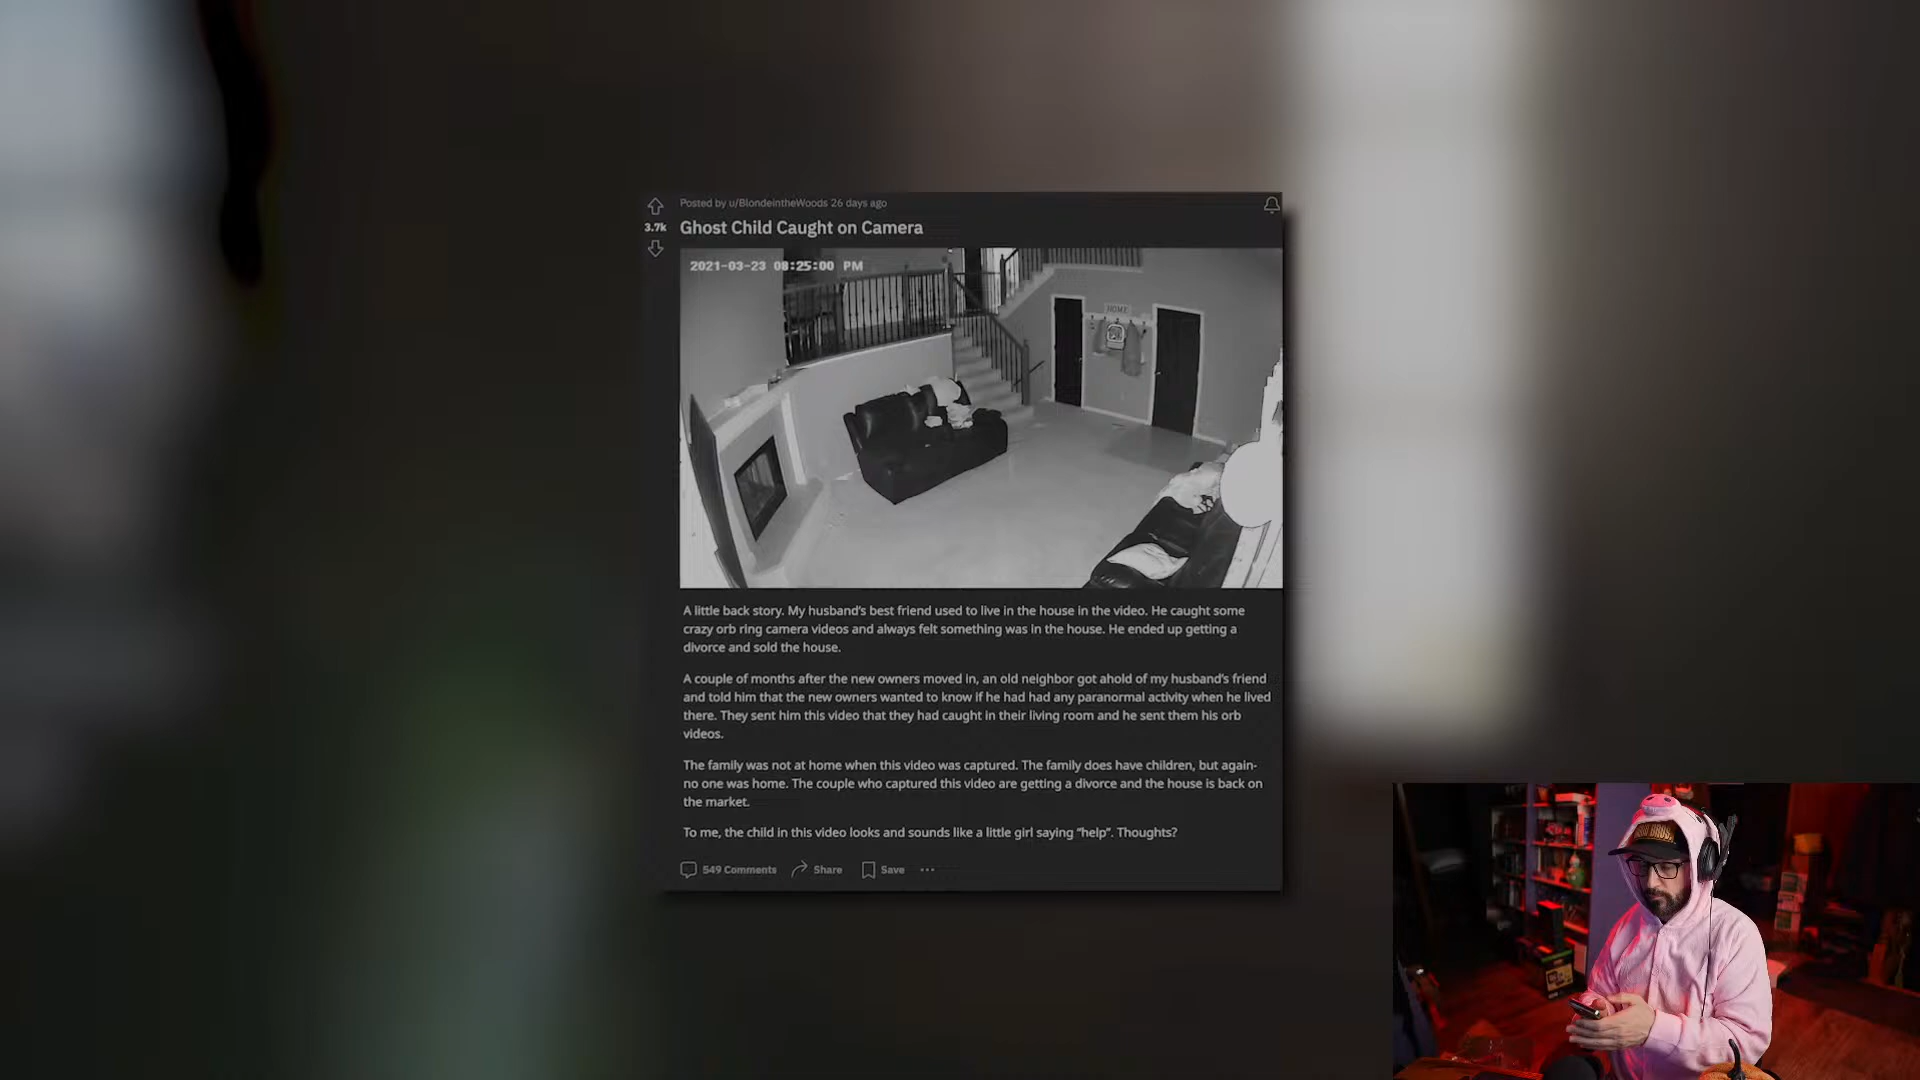 Posted by u/BlondeintheWoods 26 days ago
3.7k
Ghost Child Caught on Camera
2021-03-23 08:25:00 PM
HOME
A little back story. My husband's best friend used to live in the house in the video. He caught some
crazy orb ring camera videos and always felt something was in the house. He ended up getting a
divorce and sold the house.
A couple of months after the new owners moved in, an old neighbor got ahold of my husband's friend
and told him that the new owners wanted to know if he had had any paranormal activity when he lived
there. They sent him this video that they had caught in their living room and he sent them his orb
videos.
The family was not at home when this video was captured. The family does have children, but again-
no one was home. The couple who captured this video are getting a divorce and the house is back on
the market.
To me, the child in this video looks and sounds like a little girl saying “help”. Thoughts?
549 Comments
Share
Save